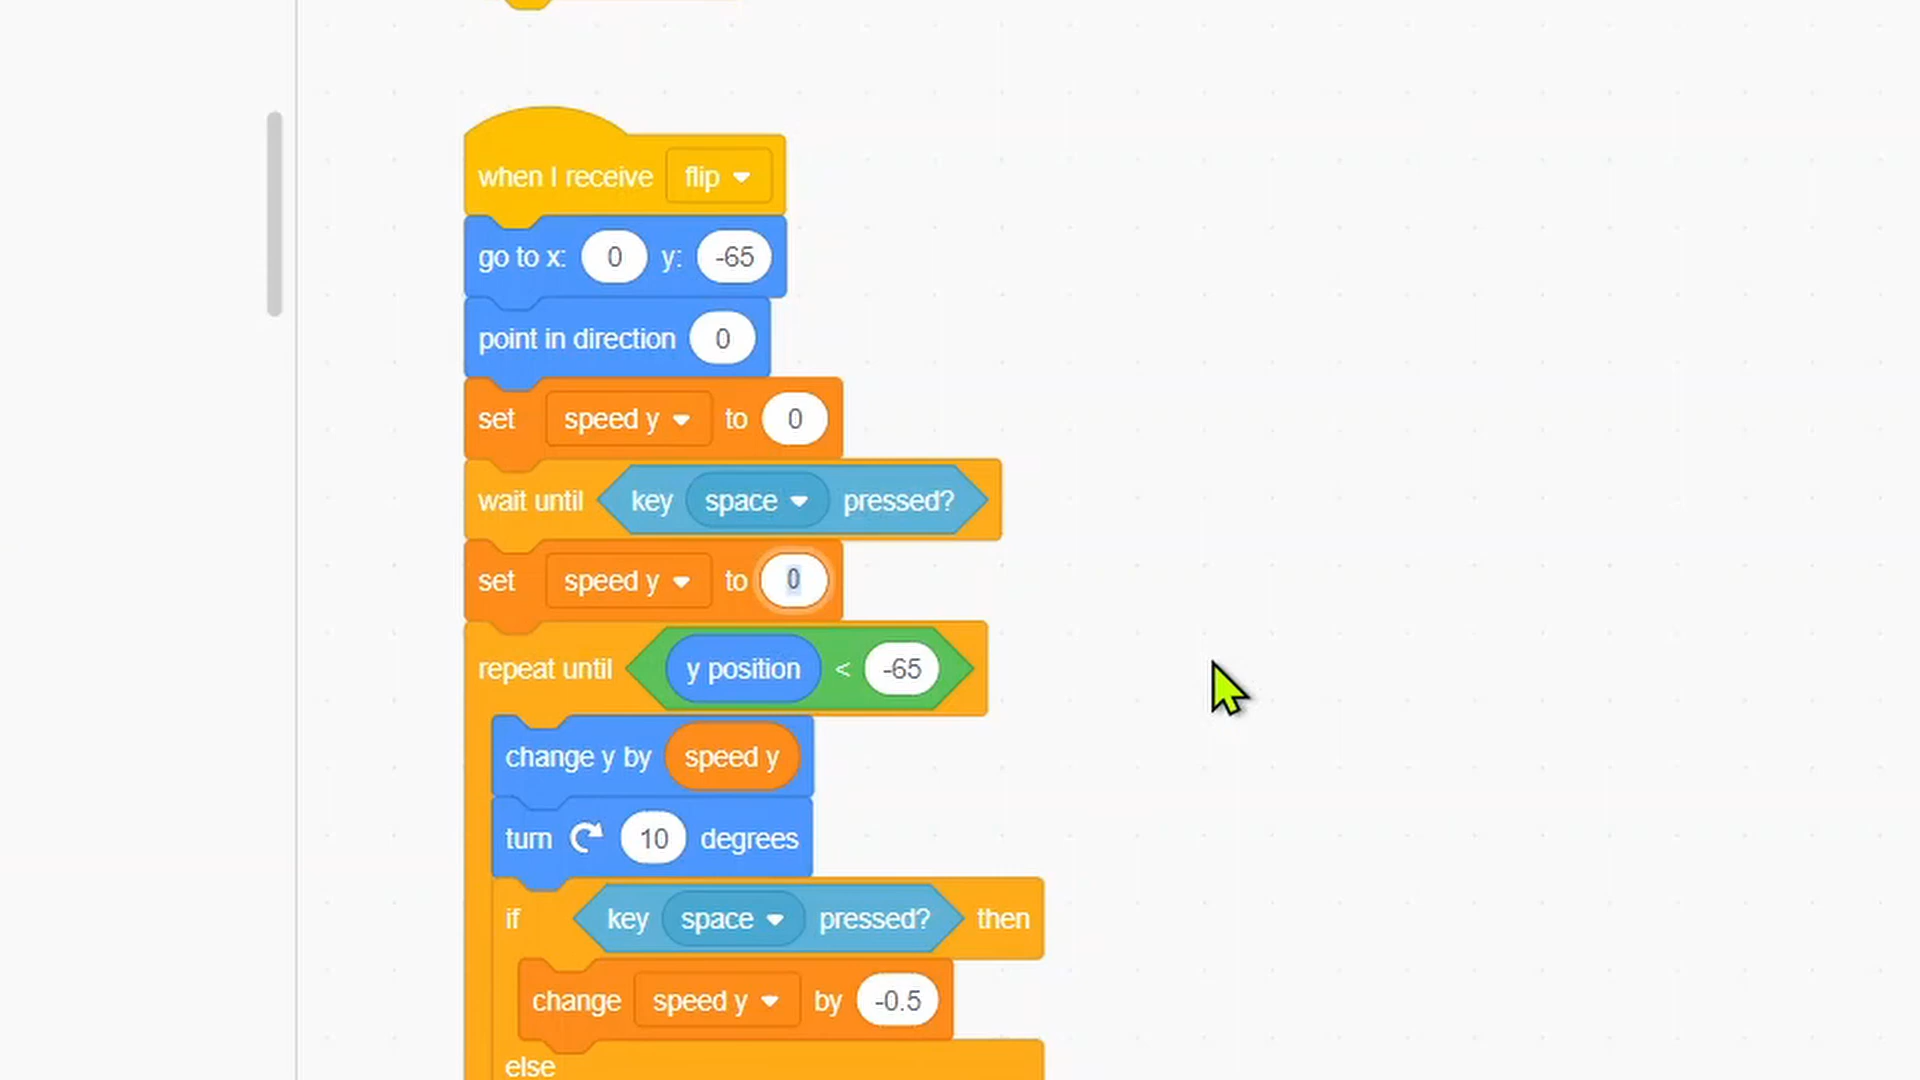 when I receive flip
go to x: 0 y: -65
point in direction 0
set speed y to 0
wait until key space pressed?
set speed y to 0
repeat until y position < -65
change y by speed y
turn 10 degrees
if key space pressed? then
change speed y by -0.5
else